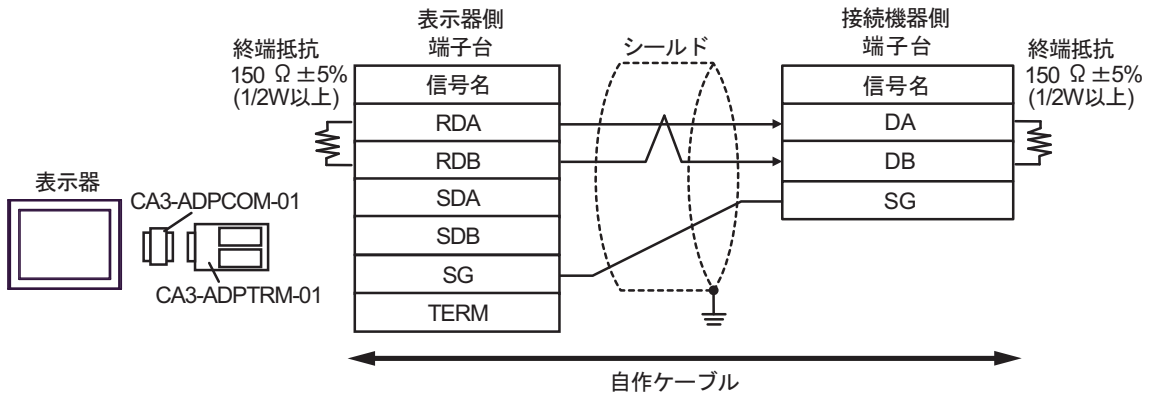 表示器側
端子台
接続機器側
端子台
シールド
終端抵抗
150 Ω ±5%
(1/2W以上)
終端抵抗
150 Ω ±5%
(1/2W以上)
信号名
RDA
RDB
SDA
SDB
SG
TERM
信号名
DA
DB
SG
表示器
CA3-ADPCOM-01
CA3-ADPTRM-01
自作ケーブル